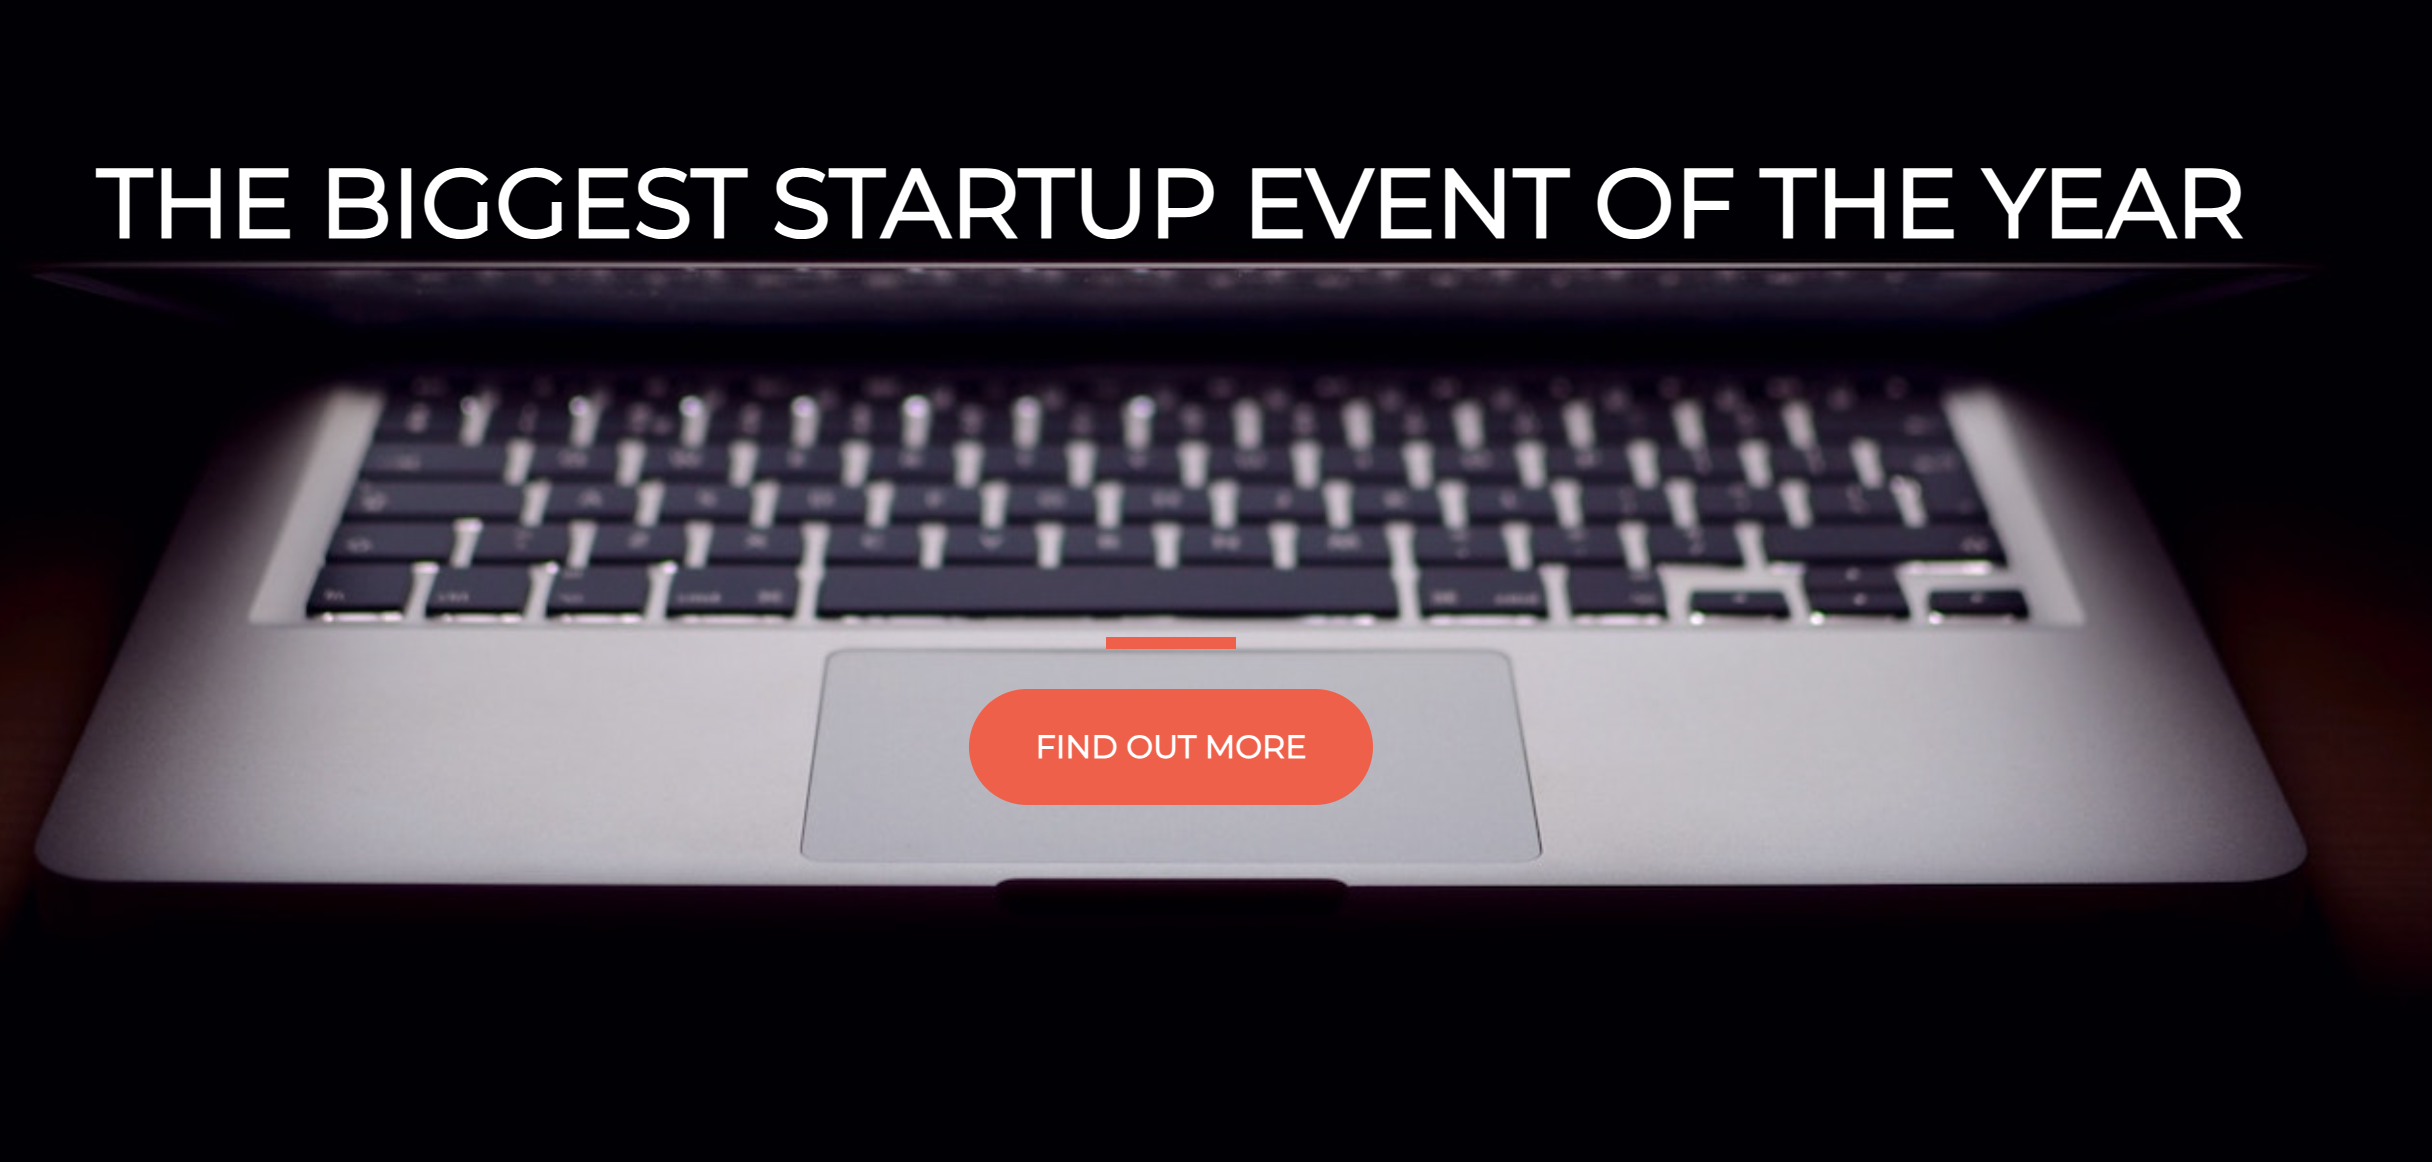 THE BIGGEST STARTUP EVENT OF THE YEAR
FIND OUT MORE